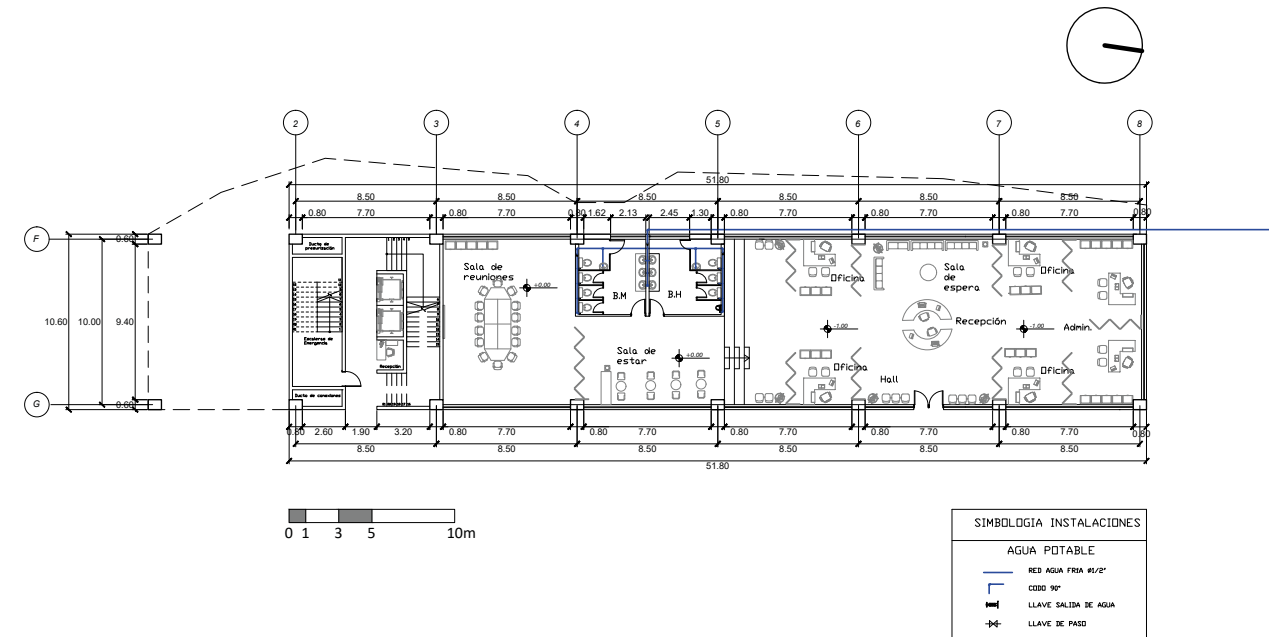 2 3 4 5 6 7 8
51.80
8.50 8.50 8.50 8.50 8.50 8.50
0.80 7.70 0.80 7.70 0.80 1.62 2.13 2.45 1.30 0.80 7.70 0.80 7.70 0.80 7.70 0.80
F
0.60
Ducto de
presurización
Sala de
reuniones
±0.00
Oficina
Sala
de
espera
Oficina
B.M
B.H
10.60 10.00 9.40
Escaleras de
Emergencia
Recepción
-1.00
-1.00
Admin.
Sala de
estar
±0.00
Recepción
Oficina
Oficina
Hall
Ducto de conexiones
G
0.60
0.80 2.60 1.90 3.20 0.80 7.70 0.80 7.70 0.80 7.70 0.80 7.70 0.80 7.70 0.80
8.50 8.50 8.50 8.50 8.50 8.50
51.80
0 1 3 5 10m
SIMBOLOGIA INSTALACIONES
AGUA POTABLE
RED AGUA FRIA Ø1/2"
CODO 90°
LLAVE SALIDA DE AGUA
LLAVE DE PASO